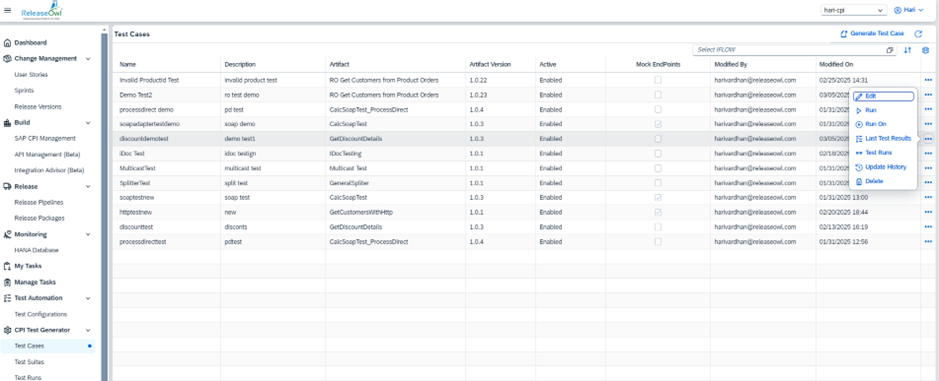 ReleaseOwl
hari-cpi
Hari
Dashboard
Change Management
User Stories
Sprints
Release Versions
Build
SAP CPI Management
API Management (Beta)
Integration Advisor (Beta)
Release
Release Pipelines
Release Packages
Monitoring
HANA Database
My Tasks
Manage Tasks
Test Automation
Test Configurations
CPI Test Generator
Test Cases
Test Suites
Test Runs
Test Cases
Generate Test Case
Select IFLOW
Name Description Artifact Artifact Version Active Mock EndPoints Modified By Modified On
Invalid ProductId Test invalid product test RO Get Customers from Product Orders 1.0.22 Enabled harivardhan@releaseowl.com 02/25/2025 14:31
Demo Test2 ro test demo RO Get Customers from Product Orders 1.0.23 Enabled harivardhan@releaseowl.com 03/05/2025
processdirect demo pd test CalcSoapTest_ProcessDirect 1.0.4 Enabled harivardhan@releaseowl.com 01/31/2025
soapadaptertestdemo soap demo CalcSoapTest 1.0.3 Enabled harivardhan@releaseowl.com 01/31/2025
discountdemotest demo test1 GetDiscountDetails 1.0.3 Enabled harivardhan@releaseowl.com 03/05/2025
iDoc Test idoc testign IDocTesting 1.0.1 Enabled harivardhan@releaseowl.com 02/18/2025
MulticastTest multicast test Multicast Test 1.0.1 Enabled harivardhan@releaseowl.com 01/31/2025
SplitterTest split test GeneralSpliter 1.0.1 Enabled harivardhan@releaseowl.com 01/31/2025
soaptestnew soap test CalcSoapTest 1.0.3 Enabled harivardhan@releaseowl.com 01/31/2025 13:00
httptestnew new GetCustomersWithHttp 1.0.1 Enabled harivardhan@releaseowl.com 02/20/2025 18:44
discounttest disconts GetDiscountDetails 1.0.3 Enabled harivardhan@releaseowl.com 02/13/2025 16:19
processdirecttest pdtest CalcSoapTest_ProcessDirect 1.0.4 Enabled harivardhan@releaseowl.com 01/31/2025 12:56
Edit
Run
Run On
Last Test Results
Test Runs
Update History
Delete